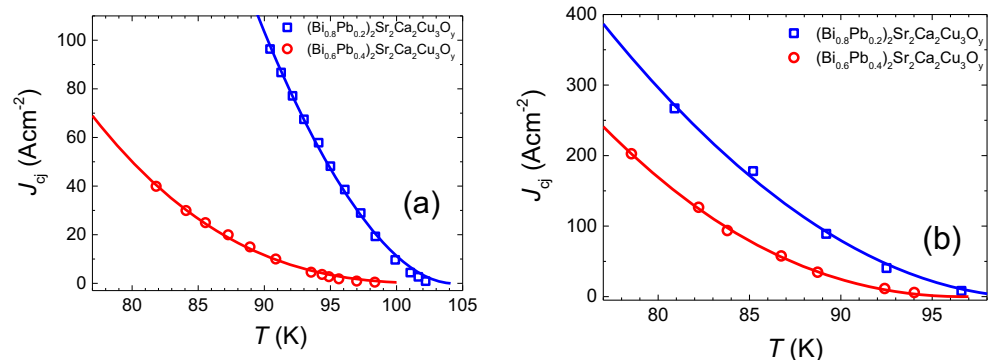 (a)
(Bi0.8Pb0.2)2Sr2Ca2Cu3Oy
(Bi0.6Pb0.4)2Sr2Ca2Cu3Oy
Jcj (Acm-2)
100
80
60
40
20
0
80 85 90 95 100 105
T (K)
(b)
(Bi0.8Pb0.2)2Sr2Ca2Cu3Oy
(Bi0.6Pb0.4)2Sr2Ca2Cu3Oy
Jcj (Acm-2)
400
300
200
100
0
80 85 90 95
T (K)